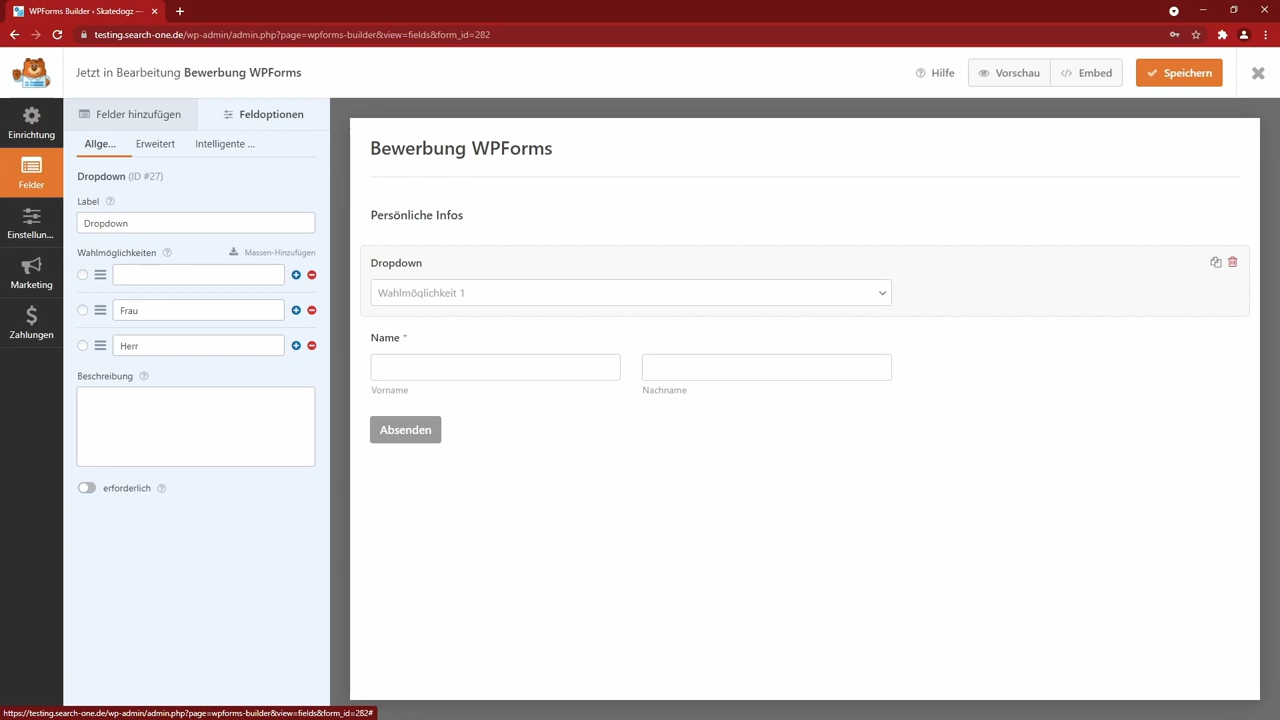 WPForms Builder ‹ Skatedogz —
testing.search-one.de/wp-admin/admin.php?page=wpforms-builder&view=fields&form_id=282
Jetzt in Bearbeitung Bewerbung WPForms
Hilfe
Vorschau
Embed
Speichern
Einrichtung
Felder
Einstellun...
Marketing
Zahlungen
Felder hinzufügen
Feldoptionen
Allge...
Erweitert
Intelligente ...
Dropdown (ID #27)
Label
Dropdown
Wahlmöglichkeiten
Massen-Hinzufügen
Frau
Herr
Beschreibung
erforderlich
Bewerbung WPForms
Persönliche Infos
Dropdown
Wahlmöglichkeit 1
Name *
Vorname
Nachname
Absenden
https://testing.search-one.de/wp-admin/admin.php?page=wpforms-builder&view=fields&form_id=282#